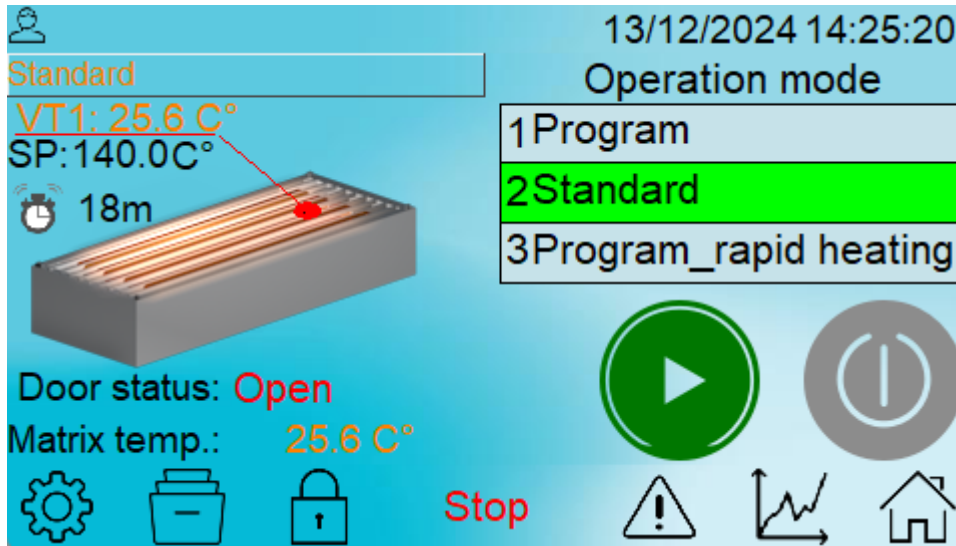 13/12/2024 14:25:20
Standard
Operation mode
VT1: 25.6 C°
SP:140.0C°
18m
1Program
2Standard
3Program_rapid heating
Door status: Open
Matrix temp.: 25.6 C°
Stop